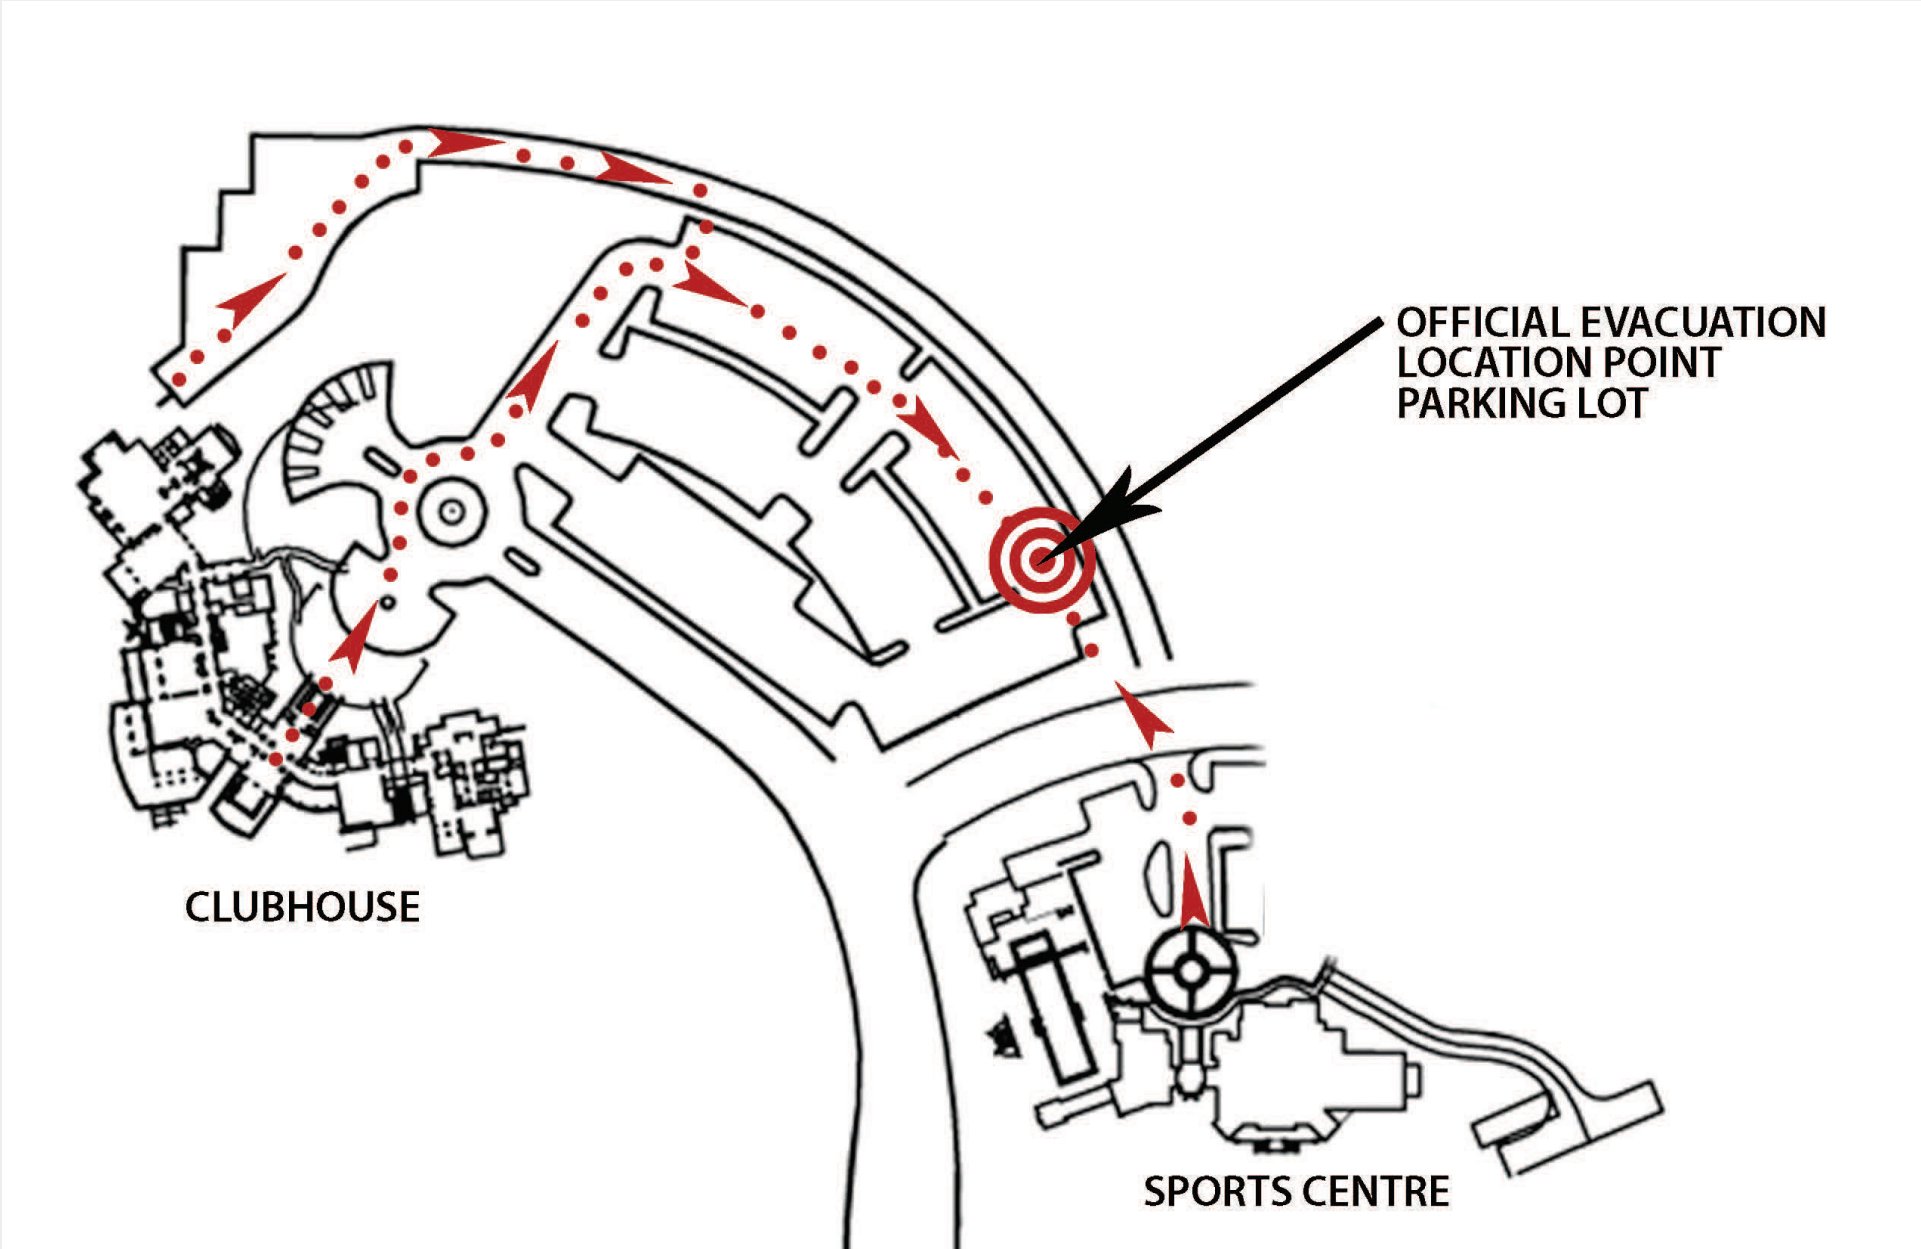 OFFICIAL EVACUATION
LOCATION POINT
PARKING LOT
CLUBHOUSE
SPORTS CENTRE